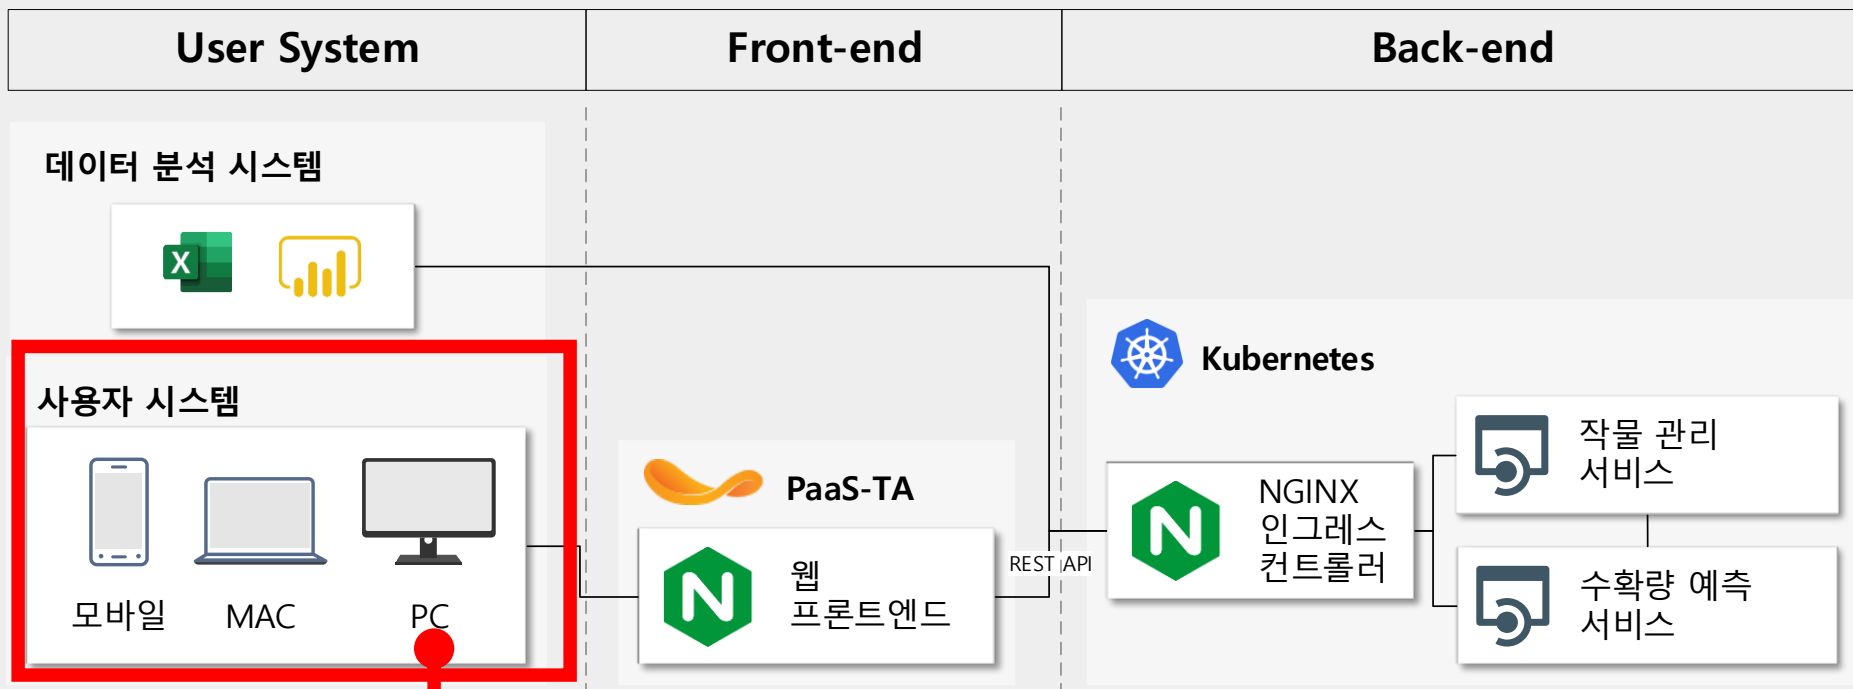 User System
Front-end
Back-end
데이터 분석 시스템
X
사용자 시스템
모바일
MAC
PC
PaaS-TA
N
웹
프론트엔드
REST API
Kubernetes
N
NGINX
인그레스
컨트롤러
작물 관리
서비스
수확량 예측
서비스